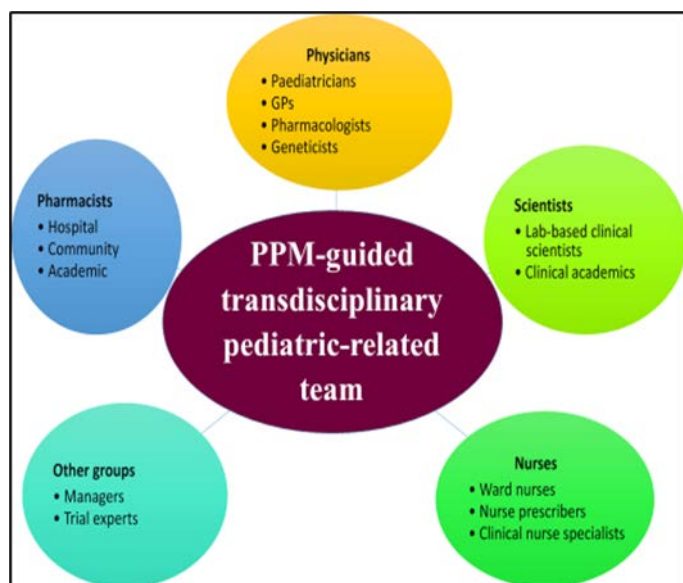 Physicians
• Paediatricians
• GPs
• Pharmacologists
• Geneticists
Pharmacists
• Hospital
• Community
• Academic
Scientists
• Lab-based clinical
scientists
• Clinical academics
PPM-guided
transdisciplinary
pediatric-related
team
Other groups
• Managers
• Trial experts
Nurses
• Ward nurses
• Nurse prescribers
• Clinical nurse specialists